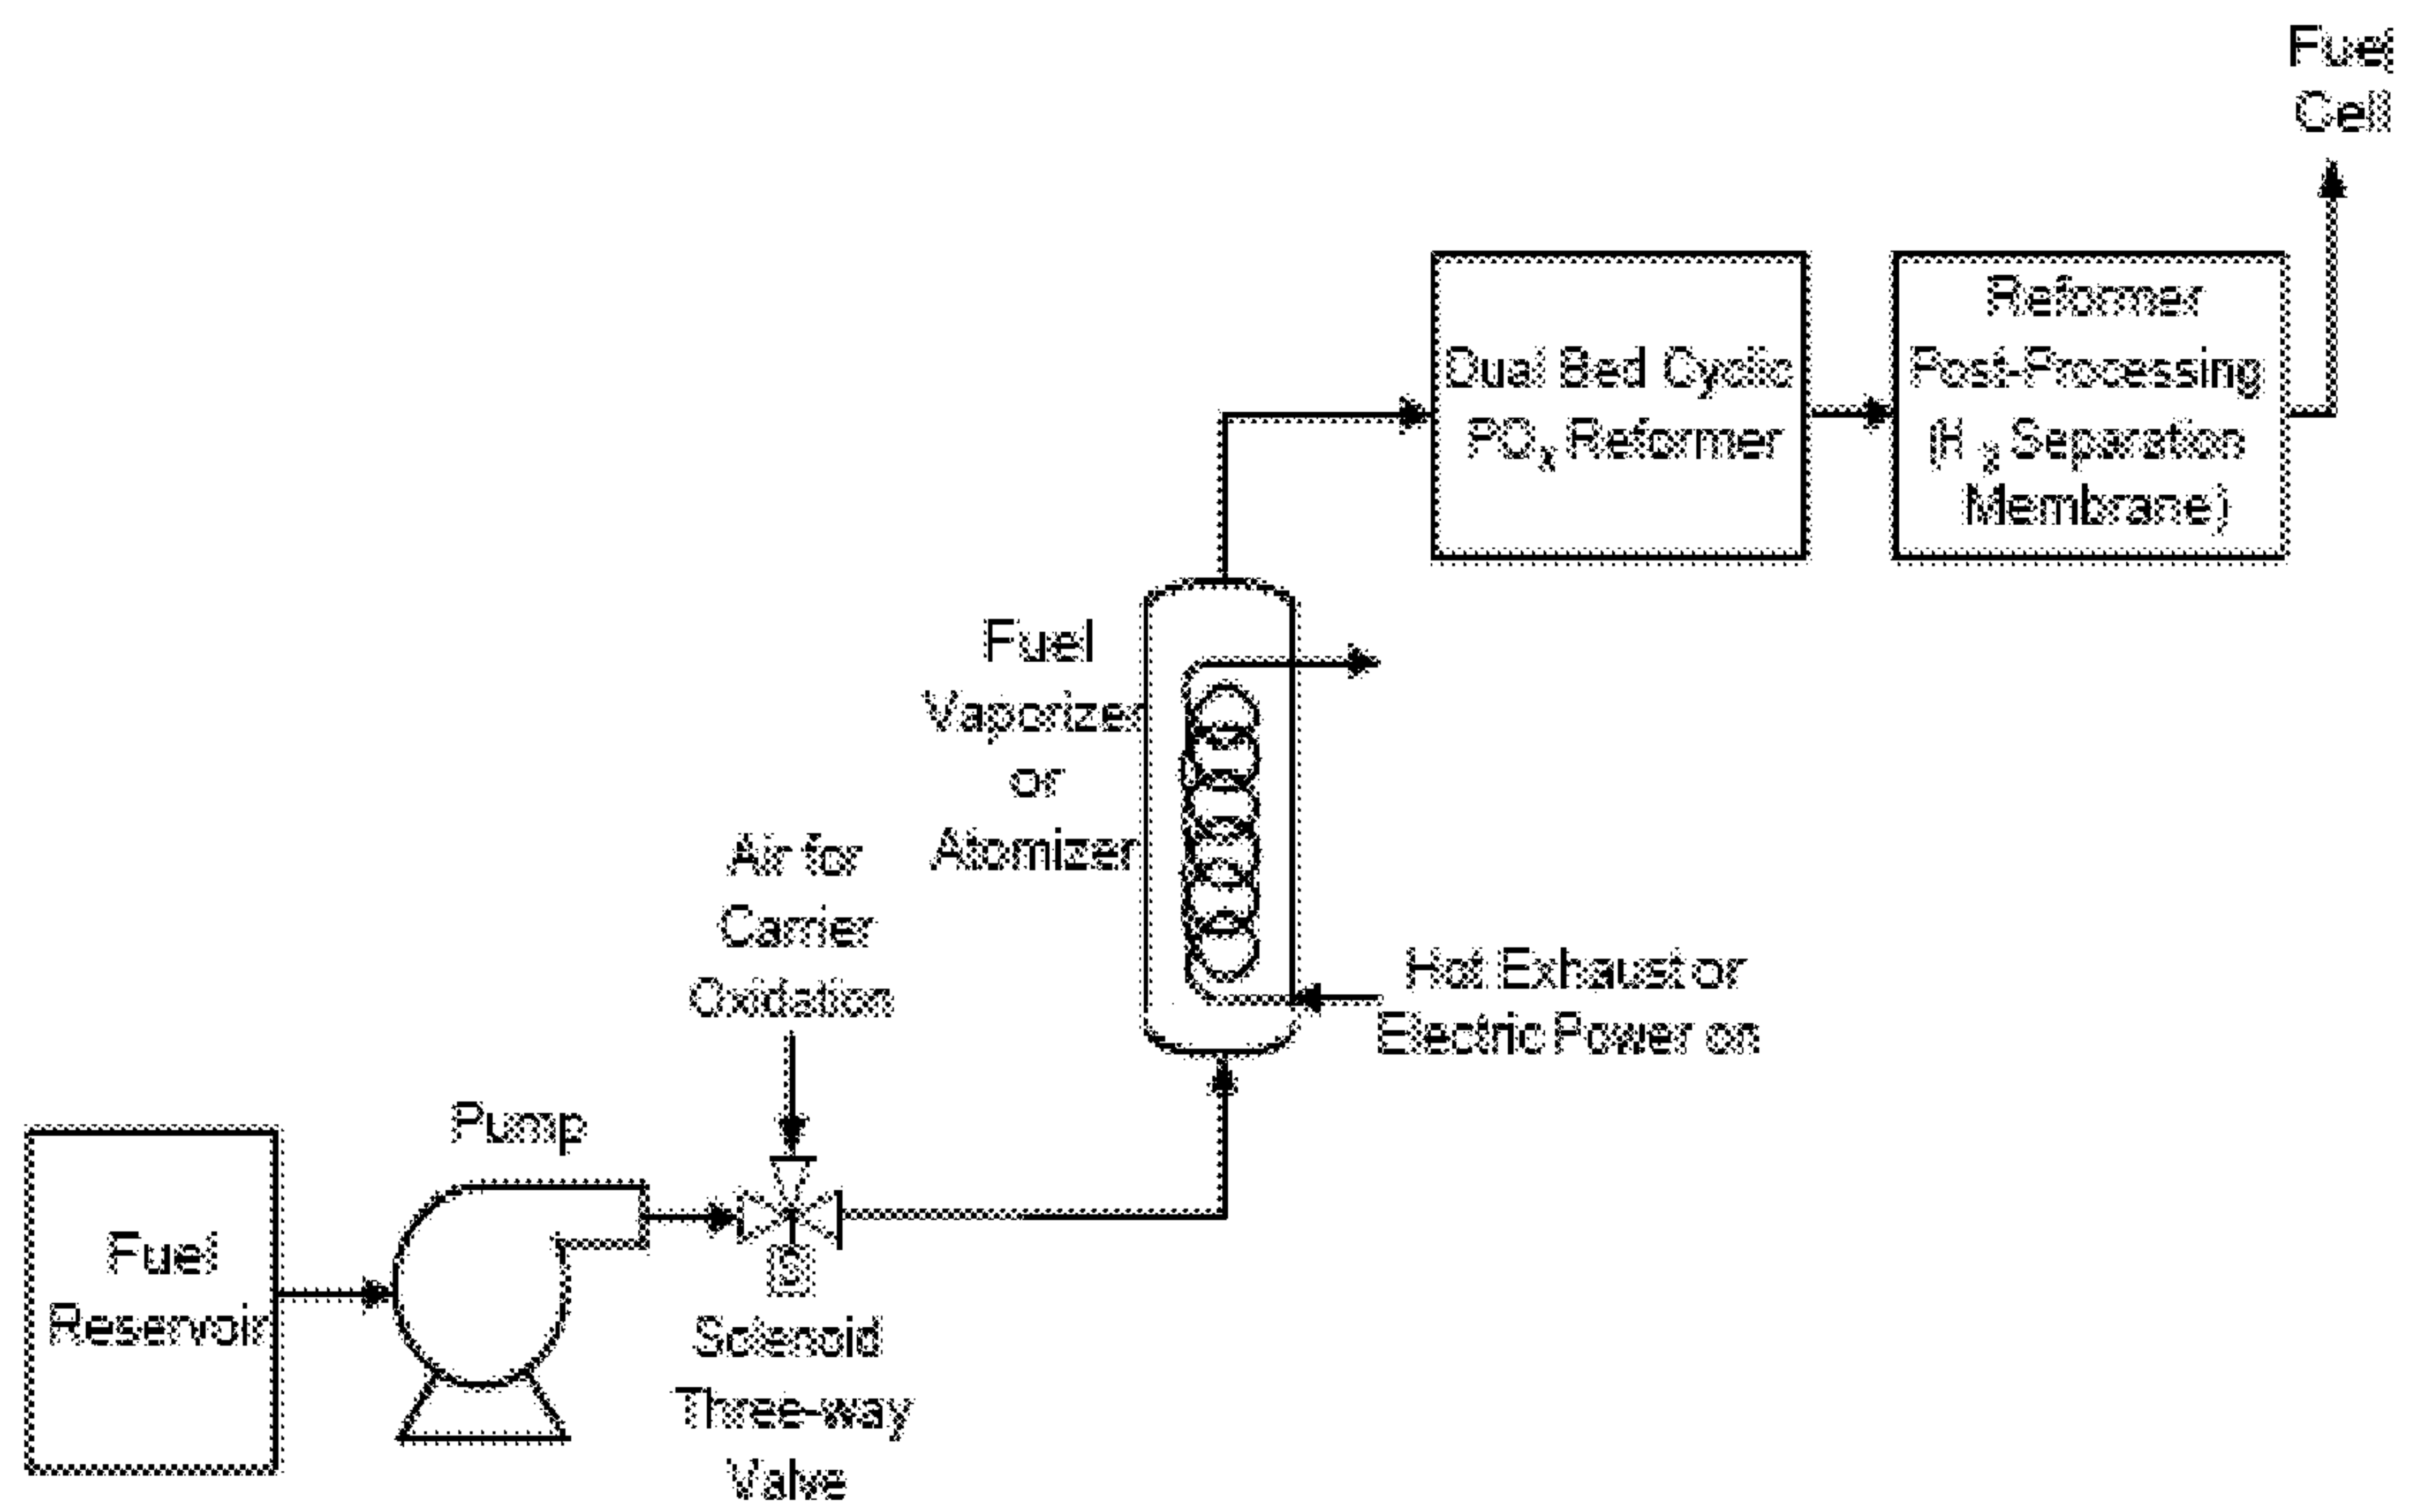 Fuel
Cell
Dual Bed Cyclic
POx Reformer
Reformer
Post-Processing
(H 2 Separation
Membrane)
Fuel
Vaporizer
or
Atomizer
Air for
Carrier
Oxidation
Hot Exhaust or
Electric Power on
Pump
Fuel
Reservoir
S
Solenoid
Three-way
Valve